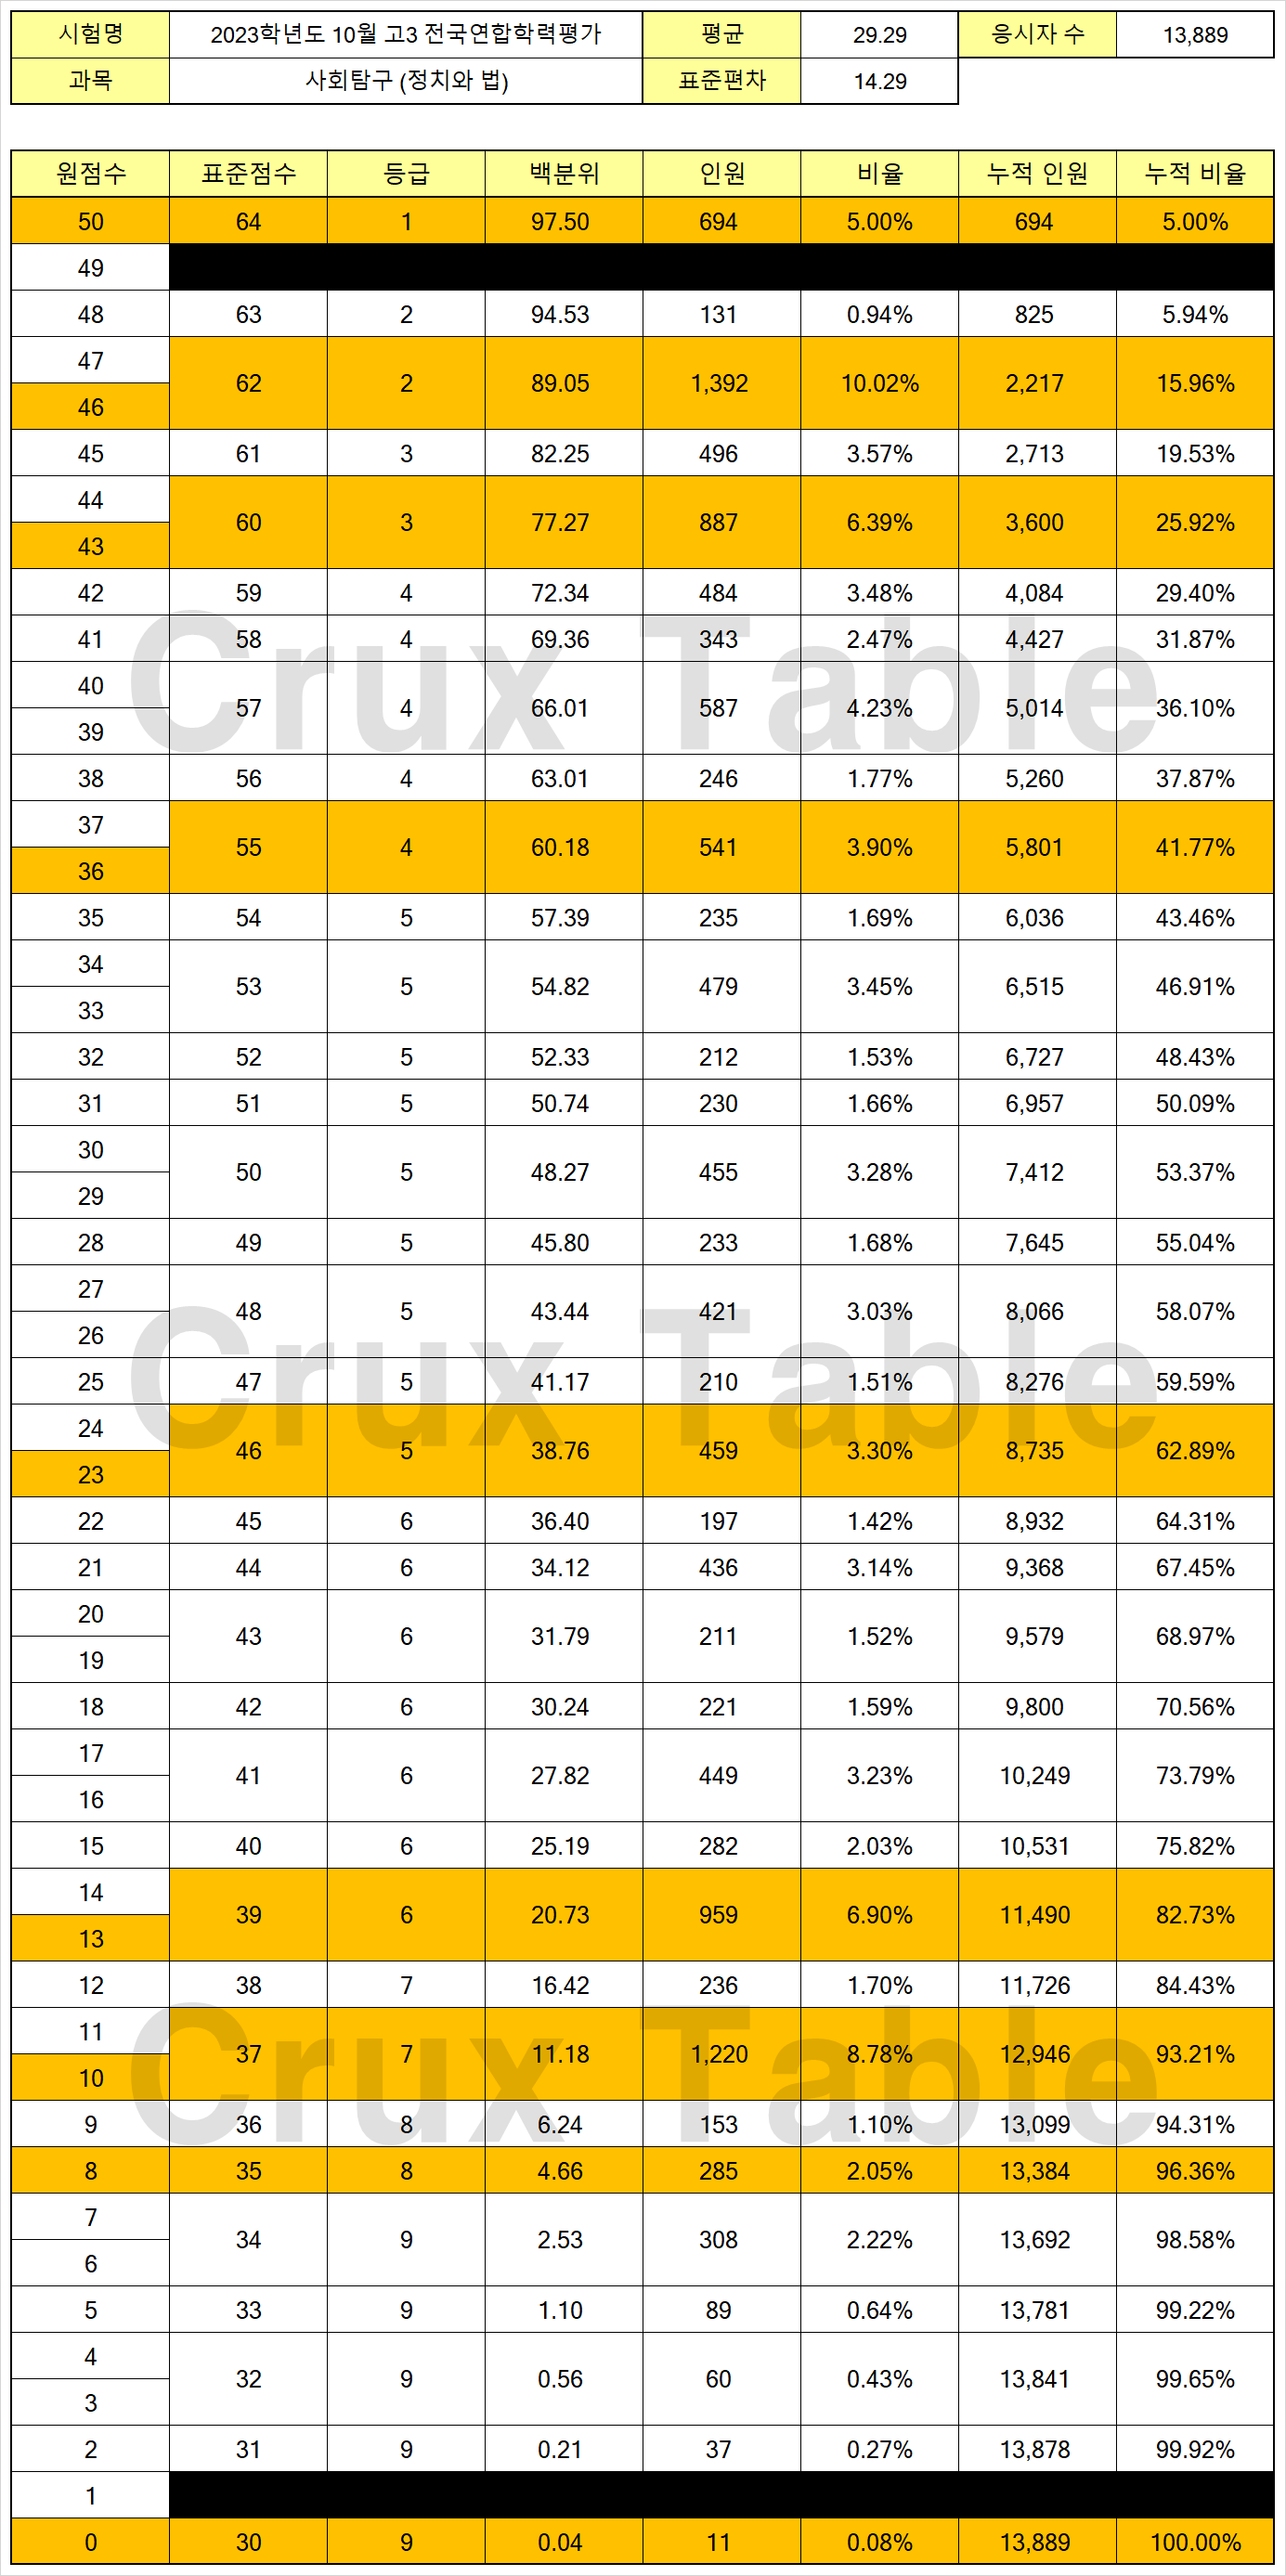 시험명 2023학년도 10월 고3 전국연합학력평가 평균 29.29 응시자 수 13,889
과목 사회탐구 (정치와 법) 표준편차 14.29
원점수 표준점수 등급 백분위 인원 비율 누적 인원 누적 비율
50 64 1 97.50 694 5.00% 694 5.00%
49
48 63 2 94.53 131 0.94% 825 5.94%
47
62 2 89.05 1,392 10.02% 2,217 15.96%
46
45 61 3 82.25 496 3.57% 2,713 19.53%
44
60 3 77.27 887 6.39% 3,600 25.92%
43
42 59 4 72.34 484 3.48% 4,084 29.40%
41 58 4 69.36 343 2.47% 4,427 31.87%
Crux Table
40
57 4 66.01 587 4.23% 5,014 36.10%
39
38 56 4 63.01 246 1.77% 5,260 37.87%
37
55 4 60.18 541 3.90% 5,801 41.77%
36
35 54 5 57.39 235 1.69% 6,036 43.46%
34
53 5 54.82 479 3.45% 6,515 46.91%
33
32 52 5 52.33 212 1.53% 6,727 48.43%
31 51 5 50.74 230 1.66% 6,957 50.09%
30
50 5 48.27 455 3.28% 7,412 53.37%
29
28 49 5 45.80 233 1.68% 7,645 55.04%
27
48 5 43.44 421 3.03% 8,066 58.07%
26
Crux Table
25 47 5 41.17 210 1.51% 8,276 59.59%
24
46 5 38.76 459 3.30% 8,735 62.89%
23
22 45 6 36.40 197 1.42% 8,932 64.31%
21 44 6 34.12 436 3.14% 9,368 67.45%
20
43 6 31.79 211 1.52% 9,579 68.97%
19
18 42 6 30.24 221 1.59% 9,800 70.56%
17
41 6 27.82 449 3.23% 10,249 73.79%
16
15 40 6 25.19 282 2.03% 10,531 75.82%
14
39 6 20.73 959 6.90% 11,490 82.73%
13
12 38 7 16.42 236 1.70% 11,726 84.43%
11
37 7 11.18 1,220 8.78% 12,946 93.21%
10
Crux Table
9 36 8 6.24 153 1.10% 13,099 94.31%
8 35 8 4.66 285 2.05% 13,384 96.36%
7
34 9 2.53 308 2.22% 13,692 98.58%
6
5 33 9 1.10 89 0.64% 13,781 99.22%
4
32 9 0.56 60 0.43% 13,841 99.65%
3
2 31 9 0.21 37 0.27% 13,878 99.92%
1
0 30 9 0.04 11 0.08% 13,889 100.00%